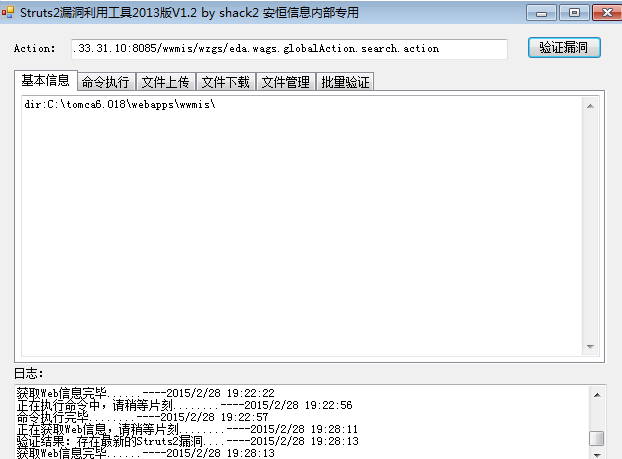 Struts2漏洞利用工具2013版V1.2 by shack2 安恒信息内部专用
Action: .33.31.10:8085/wwmis/wzgs/eda.wags.globalAction.search.action 验证漏洞
基本信息 命令执行 文件上传 文件下载 文件管理 批量验证
dir:C:\tomca6.018\webapps\wwmis\
日志:
获取Web信息完毕......----2015/2/28 19:22:22
正在执行命令中,请稍等片刻........----2015/2/28 19:22:56
命令执行完毕........----2015/2/28 19:22:57
正在获取Web信息,请稍等片刻........----2015/2/28 19:28:11
验证结果:存在最新的Struts2漏洞....----2015/2/28 19:28:13
获取Web信息完毕......----2015/2/28 19:28:13